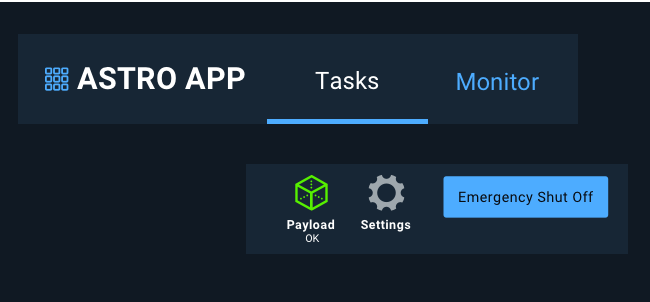 ASTRO APP
Tasks
Monitor
Payload
OK
Settings
Emergency Shut Off